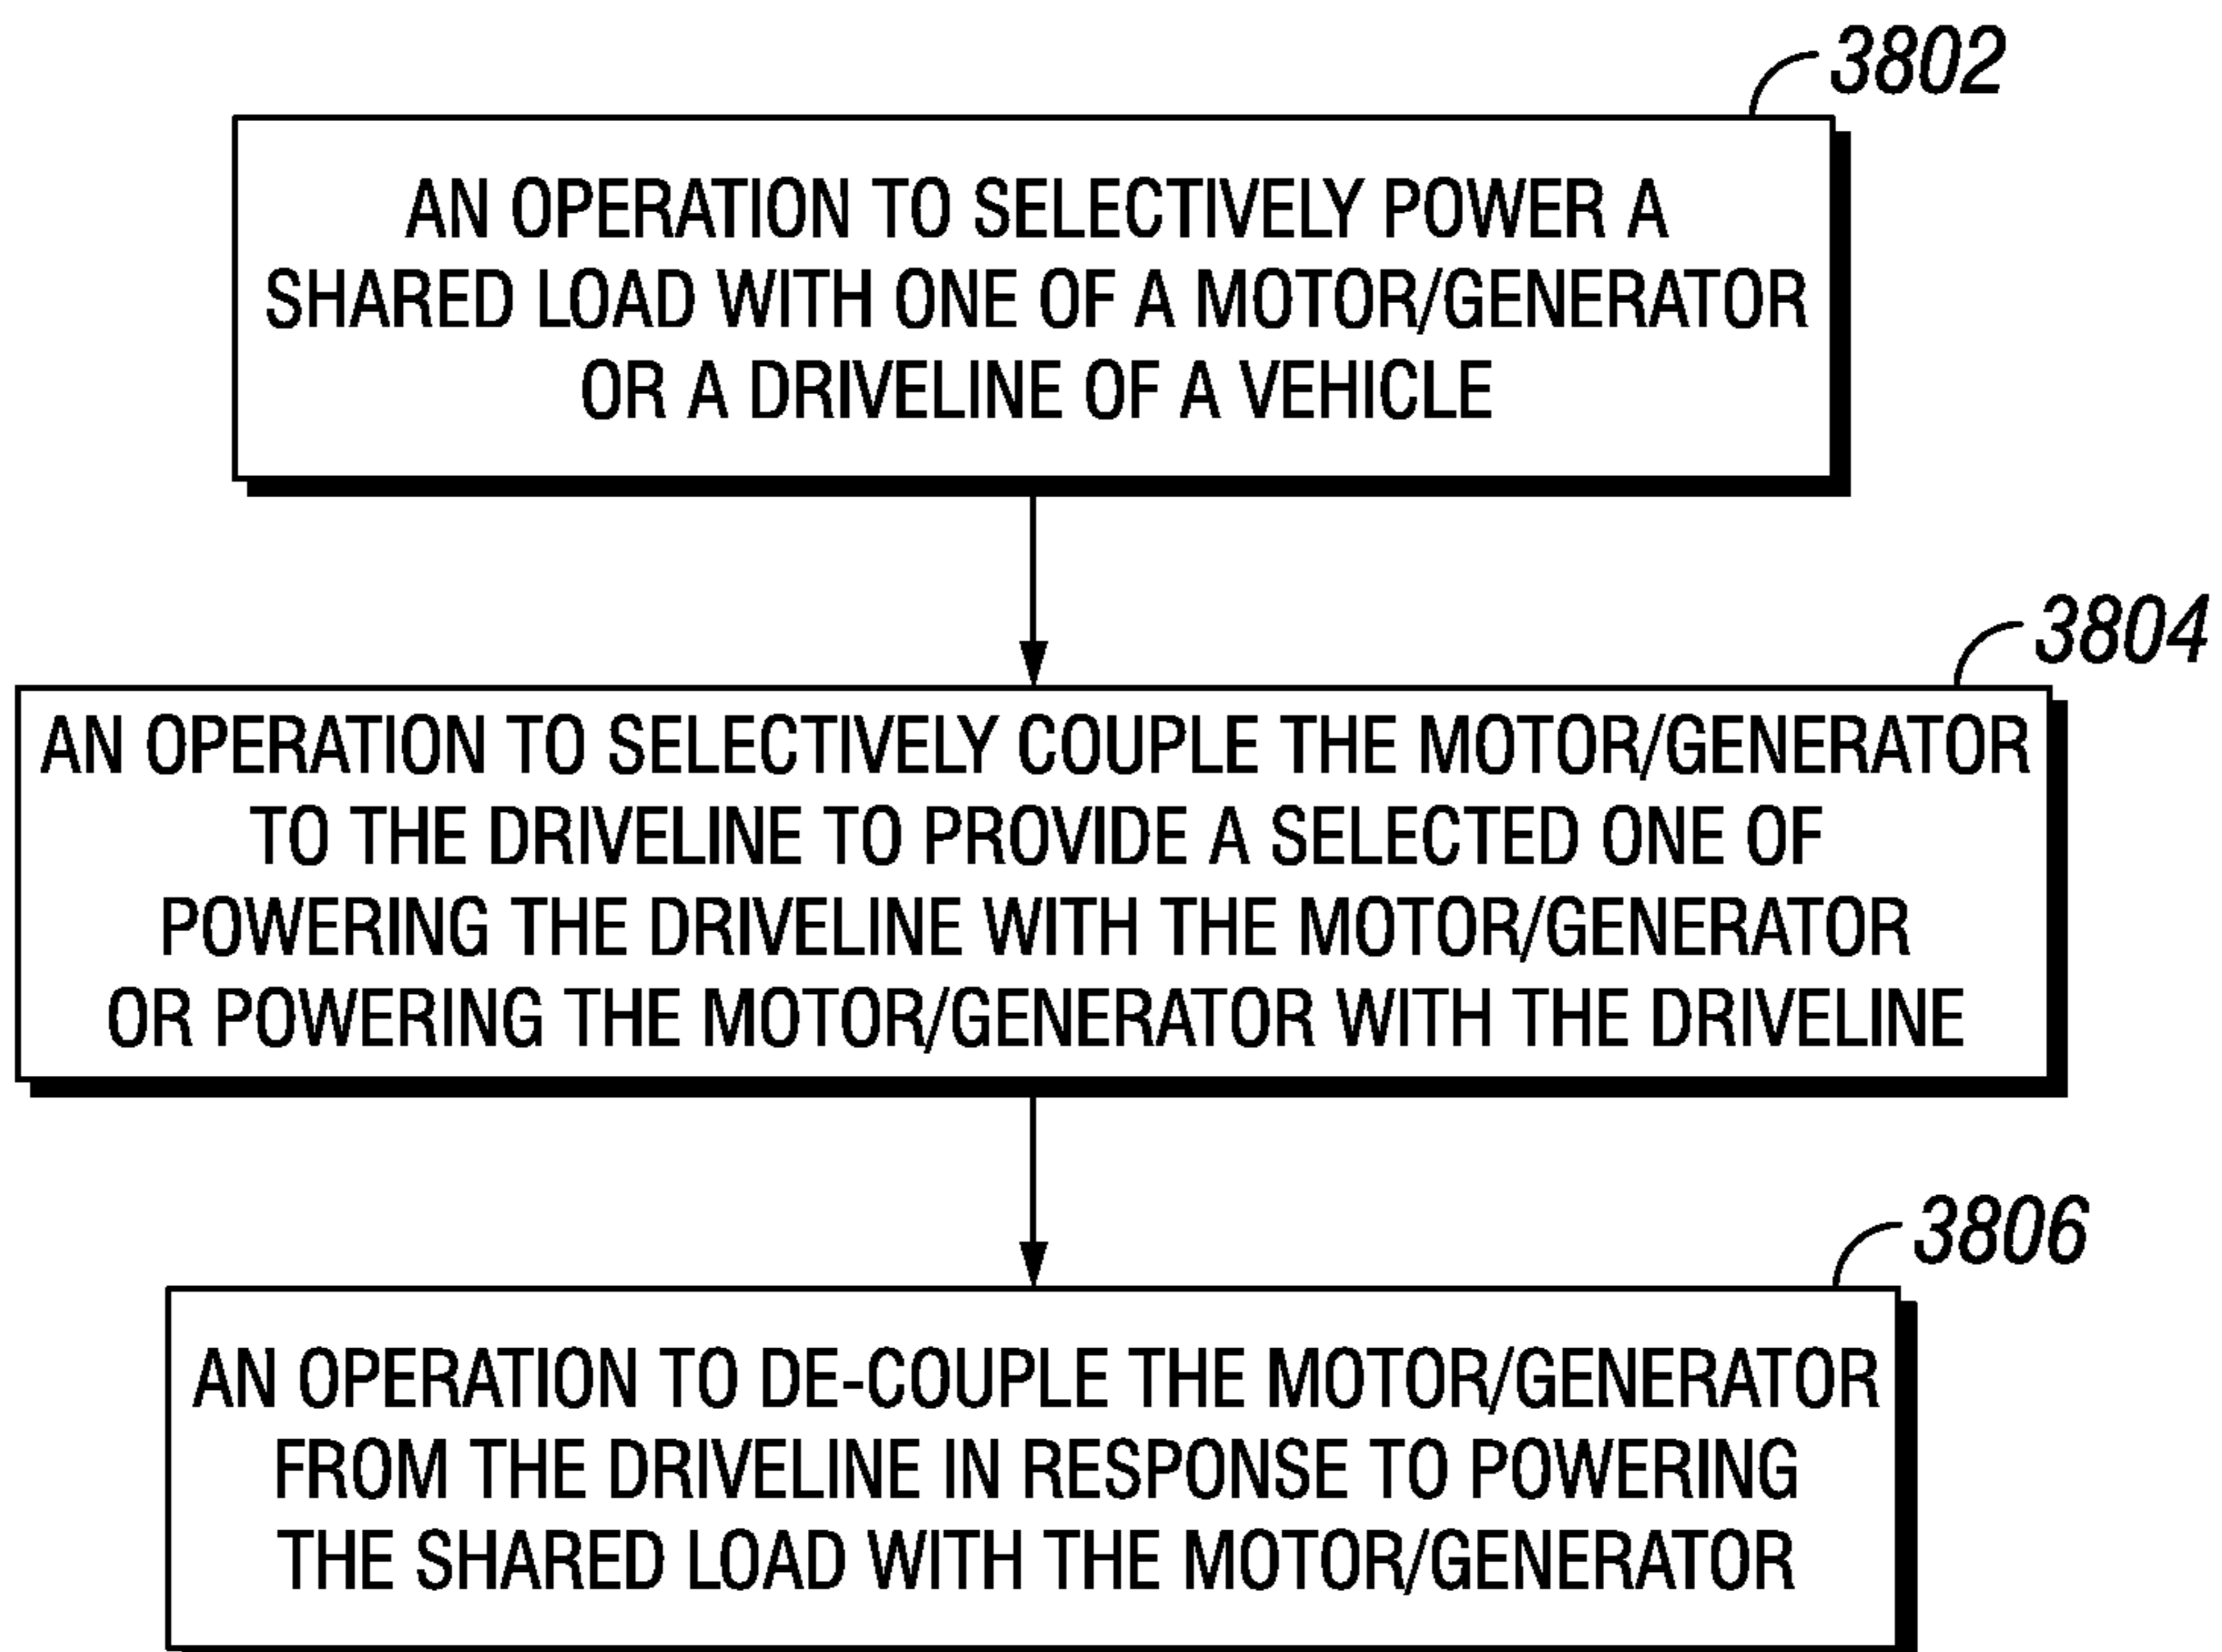 3802
AN OPERATION TO SELECTIVELY POWER A
SHARED LOAD WITH ONE OF A MOTOR/GENERATOR
OR A DRIVELINE OF A VEHICLE
3804
AN OPERATION TO SELECTIVELY COUPLE THE MOTOR/GENERATOR
TO THE DRIVELINE TO PROVIDE A SELECTED ONE OF
POWERING THE DRIVELINE WITH THE MOTOR/GENERATOR
OR POWERING THE MOTOR/GENERATOR WITH THE DRIVELINE
3806
AN OPERATION TO DE-COUPLE THE MOTOR/GENERATOR
FROM THE DRIVELINE IN RESPONSE TO POWERING
THE SHARED LOAD WITH THE MOTOR/GENERATOR